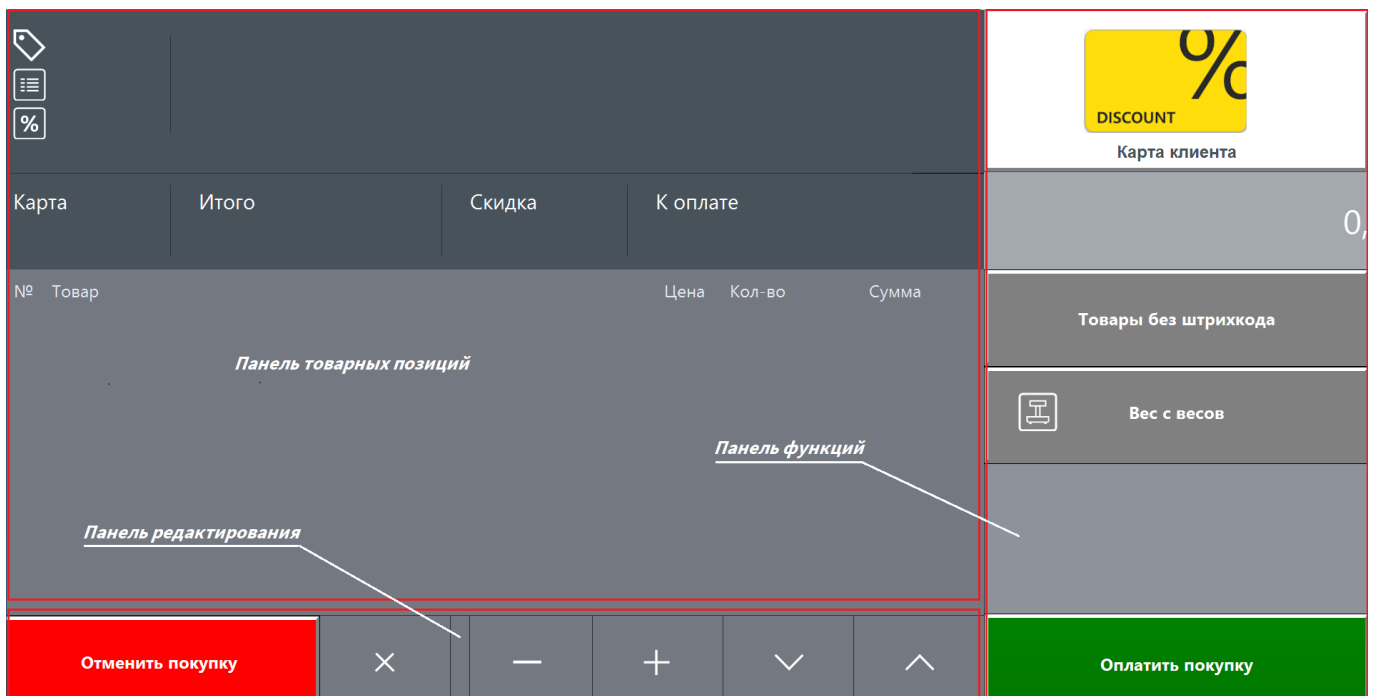 %
DISCOUNT
Карта клиента
%
Карта Итого Скидка К оплате
0,
№ Товар Цена Кол-во Сумма
Товары без штрихкода
Панель товарных позиций
Вес с весов
Панель функций
Панель редактирования
Отменить покупку
Оплатить покупку